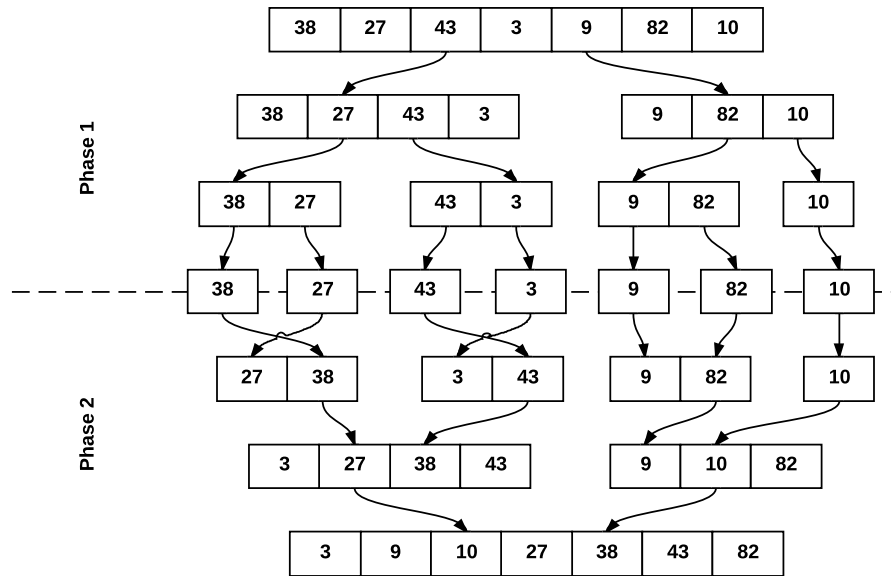 38 27 43 3 9 82 10
38 27 43 3 9 82 10
Phase 1
38 27 43 3 9 82 10
38 27 43 3 9 82 10
27 38 3 43 9 82 10
Phase 2
3 27 38 43 9 10 82
3 9 10 27 38 43 82